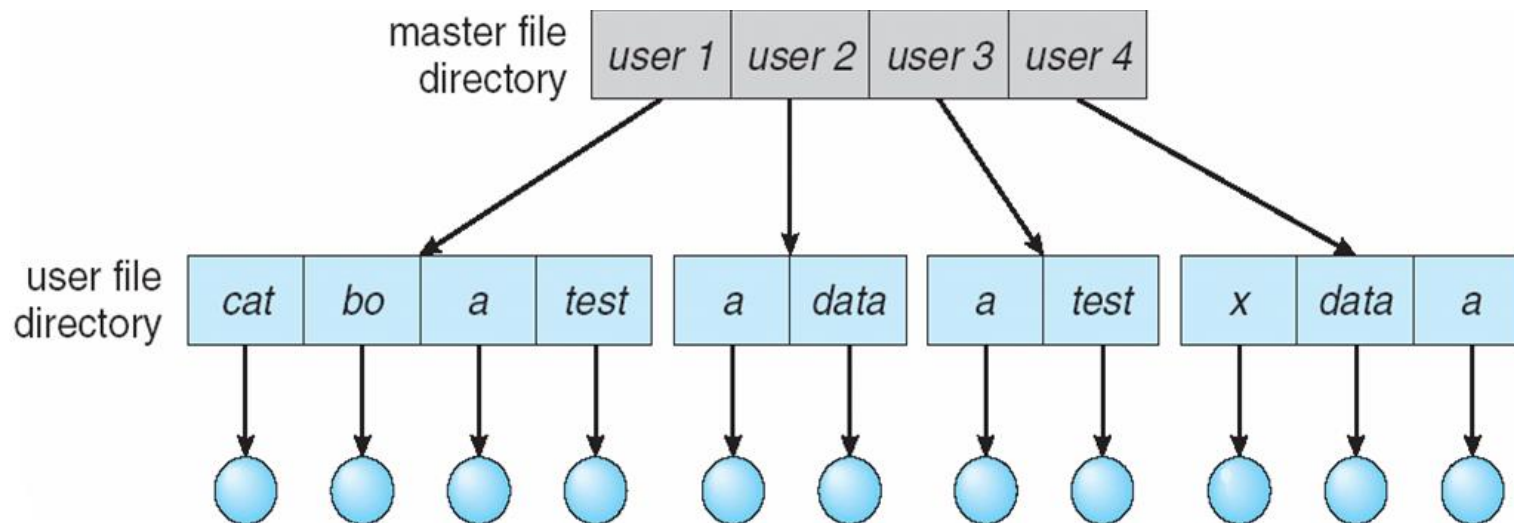 master file directory
user 1 user 2 user 3 user 4
user file directory
cat bo a test a data a test x data a